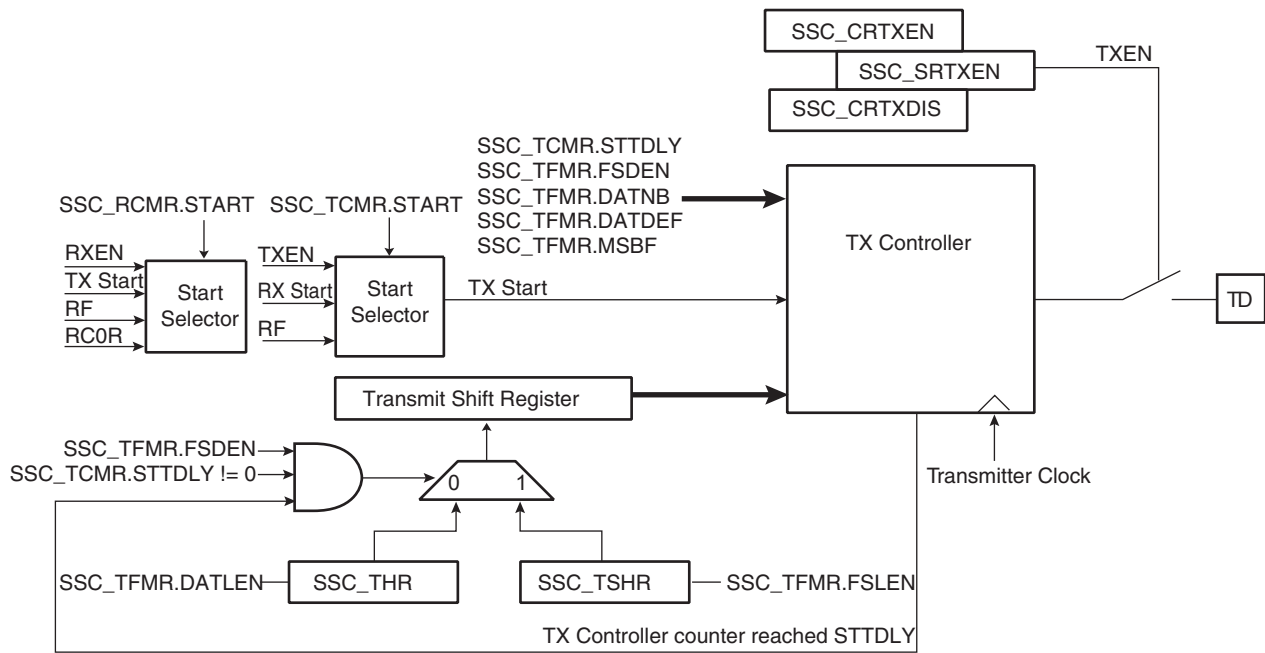 SSC_CRTXEN
SSC_SRTXEN
SSC_CRTXDIS
TXEN
SSC_TCMR.STTDLY
SSC_TFMR.FSDEN
SSC_TFMR.DATNB
SSC_TFMR.DATDEF
SSC_TFMR.MSBF
SSC_RCMR.START
SSC_TCMR.START
RXEN
TX Start
RF
RC0R
Start
Selector
TXEN
RX Start
RF
Start
Selector
TX Start
TX Controller
TD
Transmit Shift Register
SSC_TFMR.FSDEN
SSC_TCMR.STTDLY != 0
0
1
Transmitter Clock
SSC_TFMR.DATLEN
SSC_THR
SSC_TSHR
SSC_TFMR.FSLEN
TX Controller counter reached STTDLY